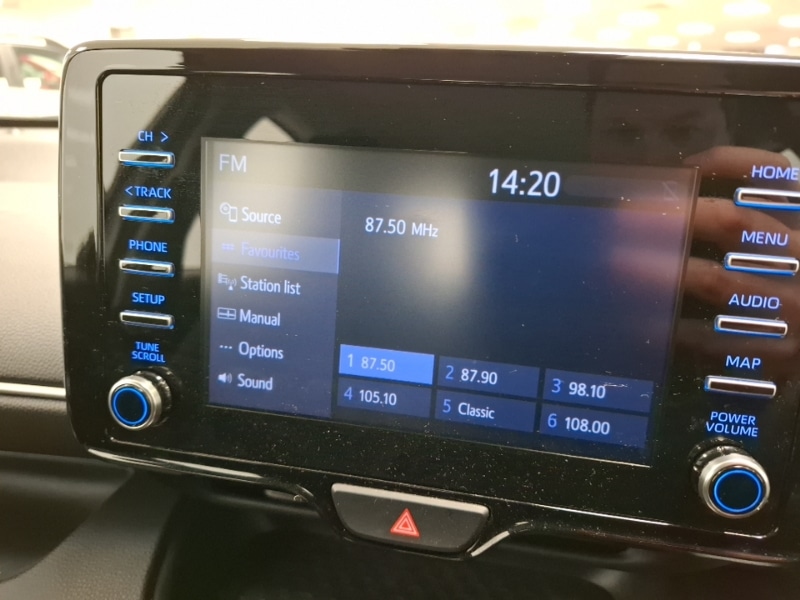 CH >
< TRACK
PHONE
SETUP
TUNE
SCROLL
FM
14:20
Source
Favourites
Station list
Manual
Options
Sound
87.50 MHz
1 87.50
2 87.90
3 98.10
4 105.10
5 Classic
6 108.00
HOME
MENU
AUDIO
MAP
POWER
VOLUME